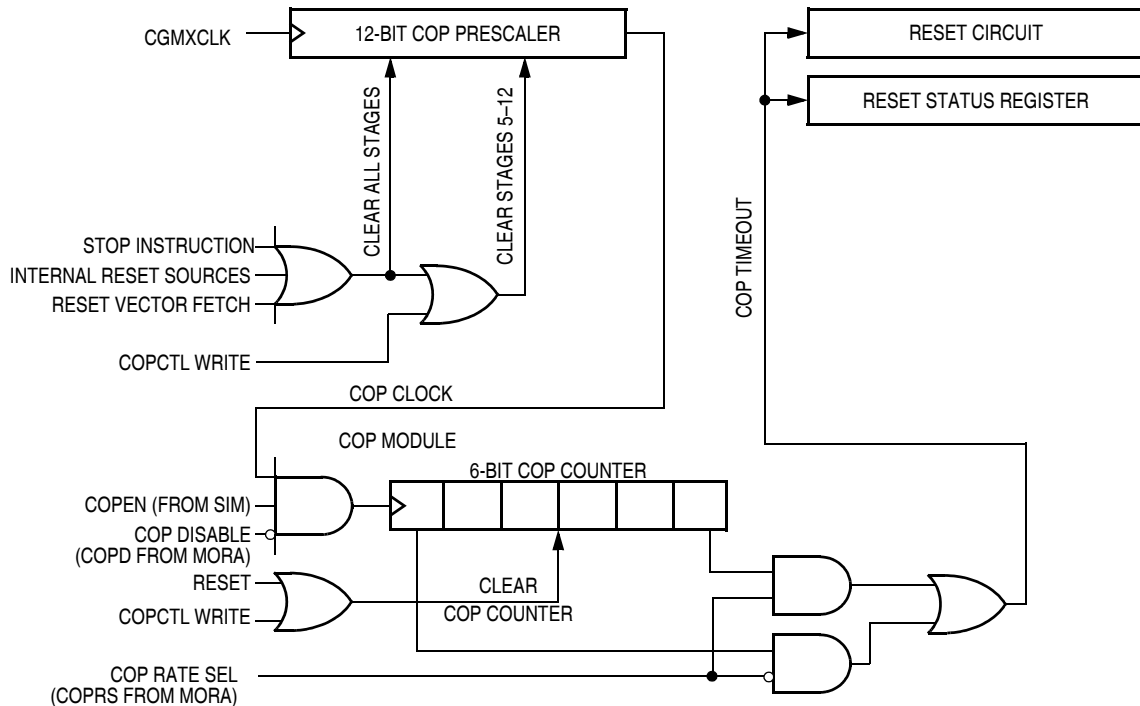 CGMXCLK
12-BIT COP PRESCALER
RESET CIRCUIT
RESET STATUS REGISTER
CLEAR ALL STAGES
CLEAR STAGES 5–12
COP TIMEOUT
STOP INSTRUCTION
INTERNAL RESET SOURCES
RESET VECTOR FETCH
COPCTL WRITE
COP CLOCK
COP MODULE
6-BIT COP COUNTER
COPEN (FROM SIM)
COP DISABLE
(COPD FROM MORA)
RESET
COPCTL WRITE
CLEAR
COP COUNTER
COP RATE SEL
(COPRS FROM MORA)